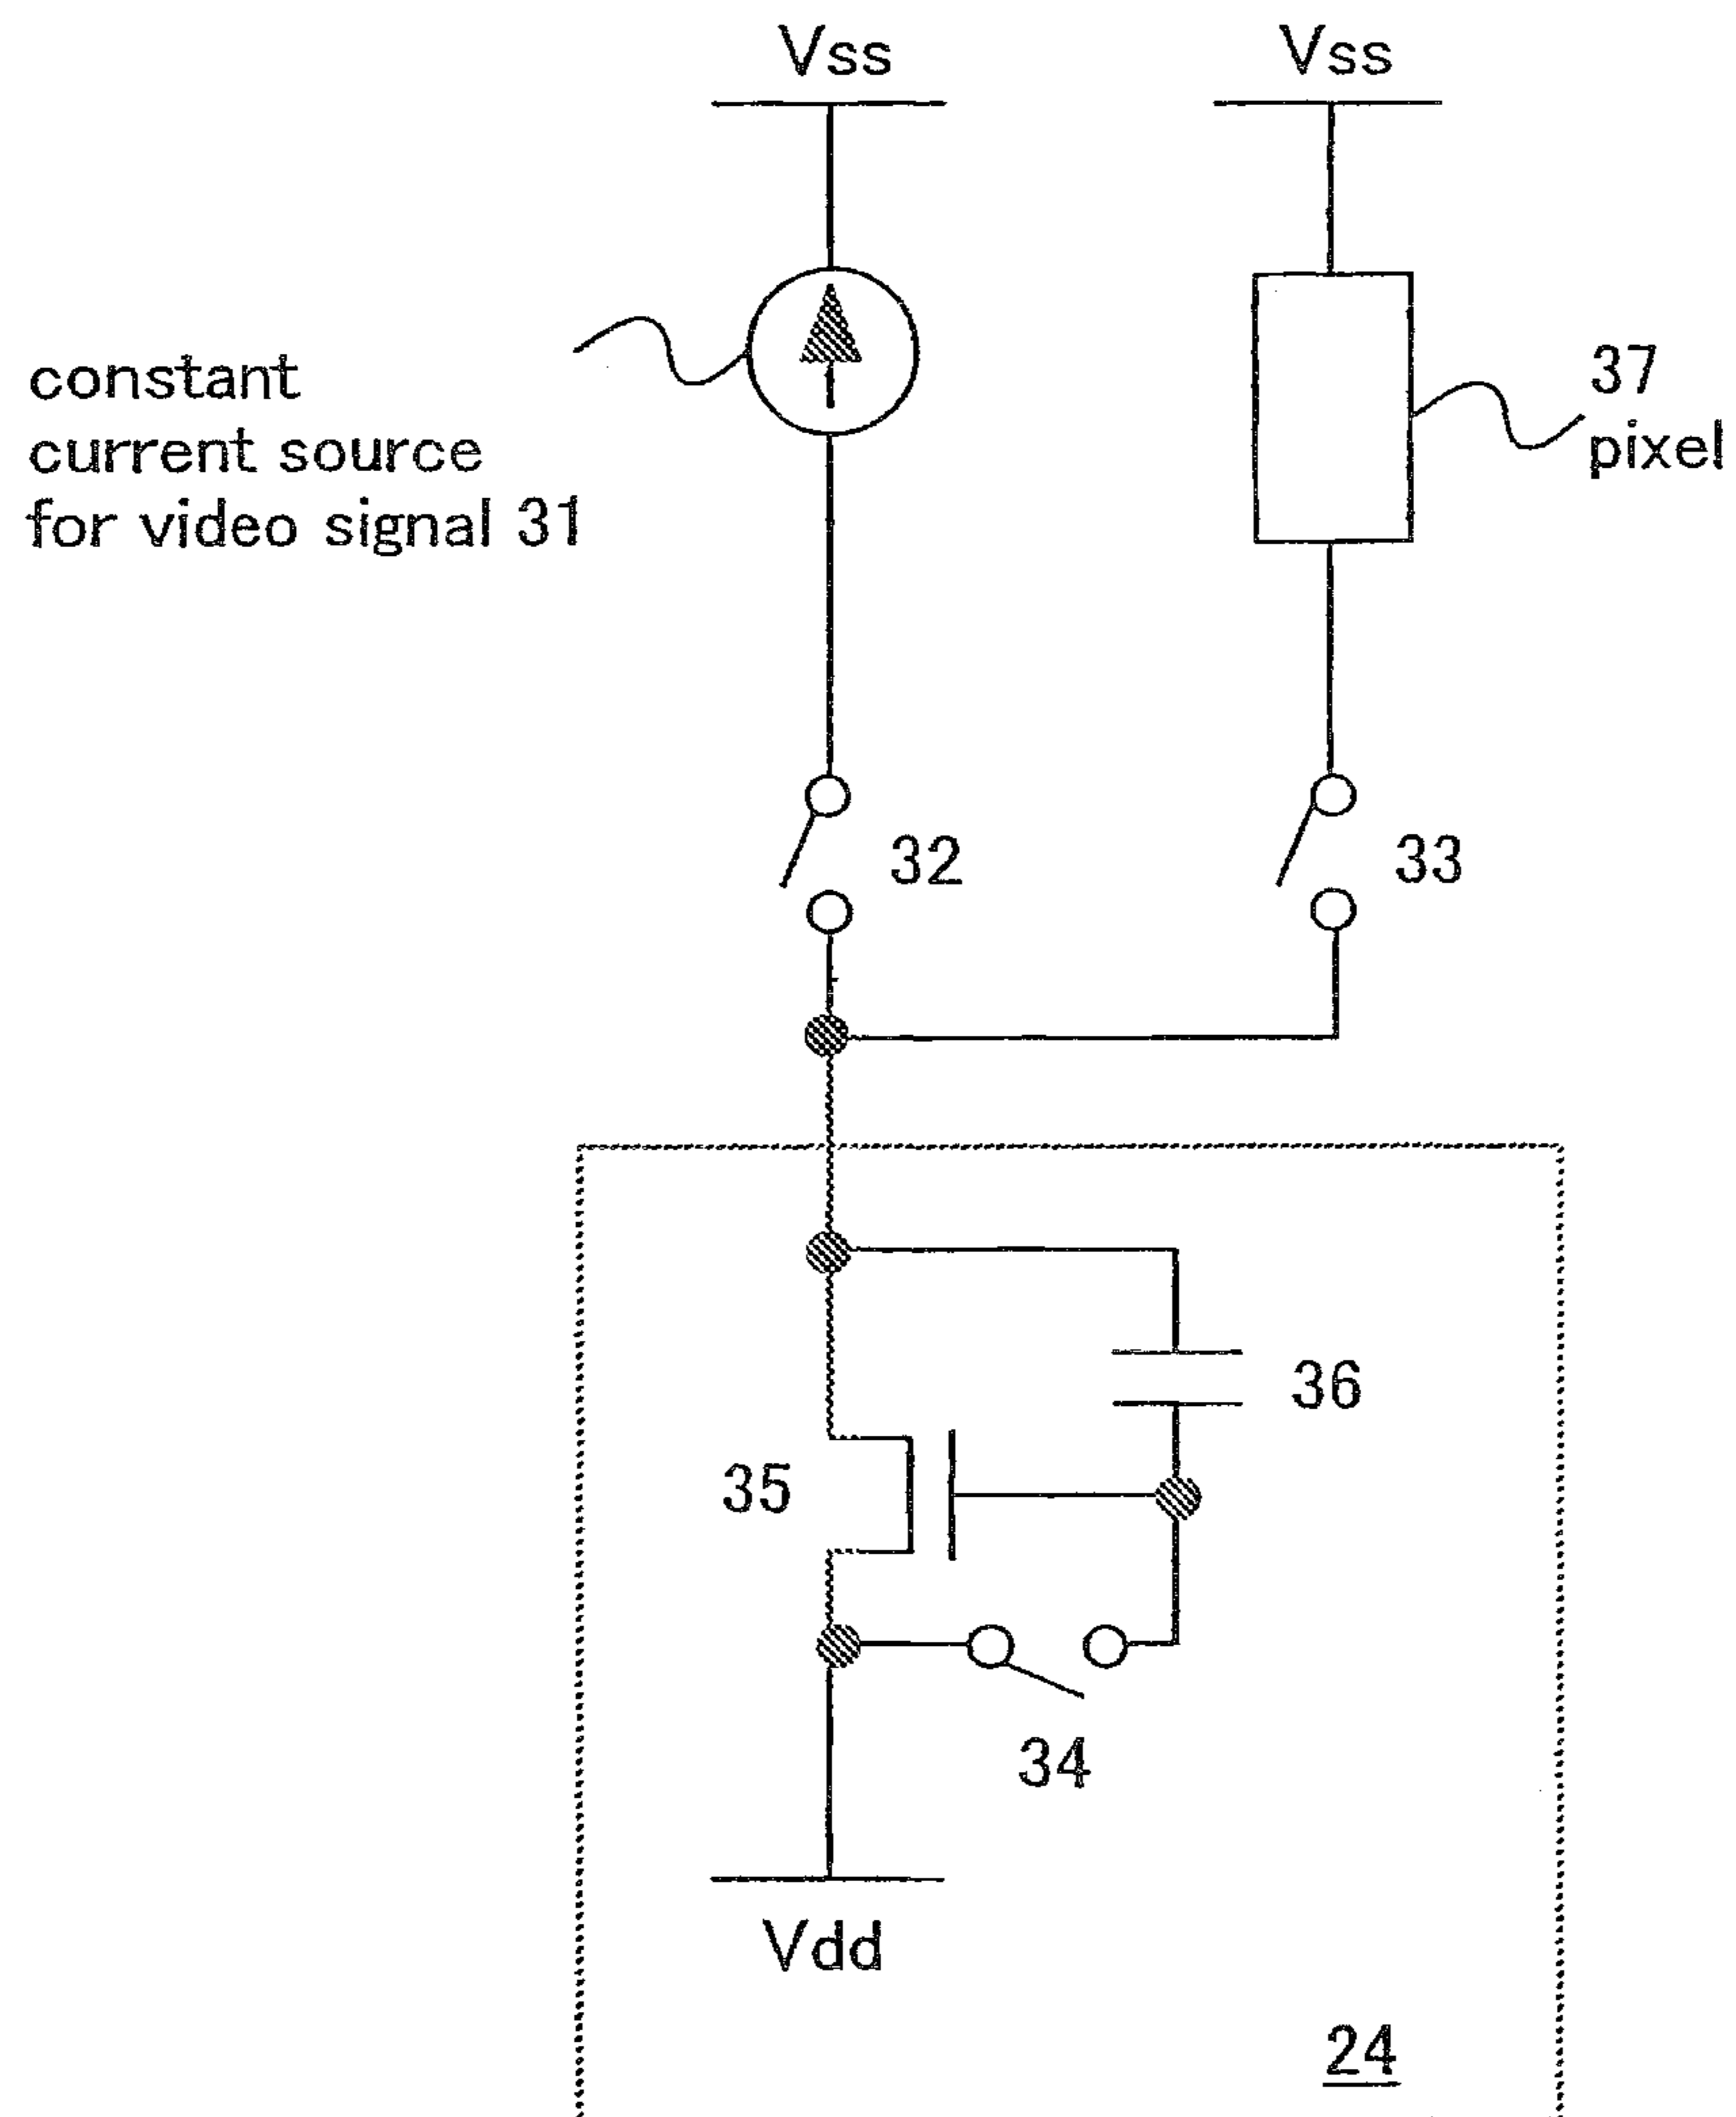 Vss
Vss
constant
current source
for video signal 31
37
pixel
32
33
36
35
34
Vdd
24